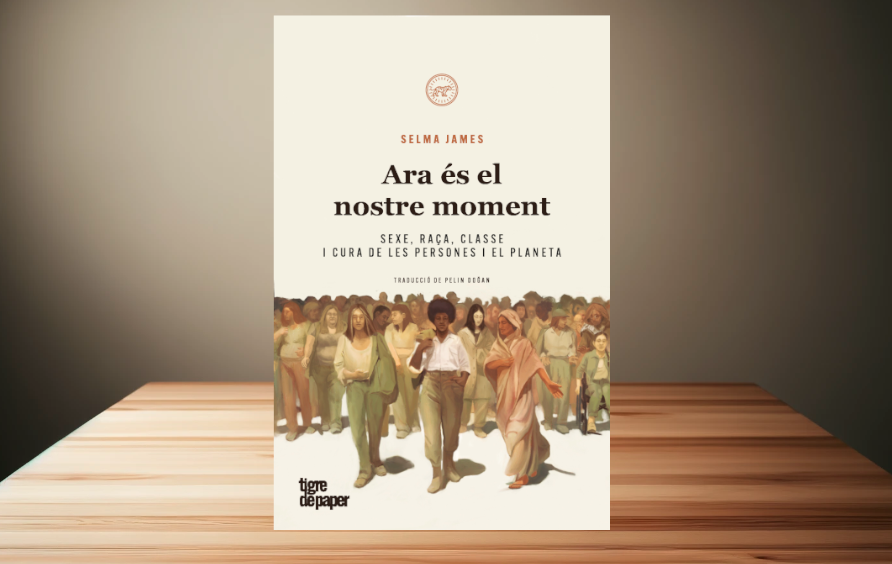 SELMA JAMES
Ara és el
nostre moment
SEXE, RAÇA, CLASSE
I CURA DE LES PERSONES I EL PLANETA
TRADUCCIÓ DE PELIN DOĞAN
tigre
de paper